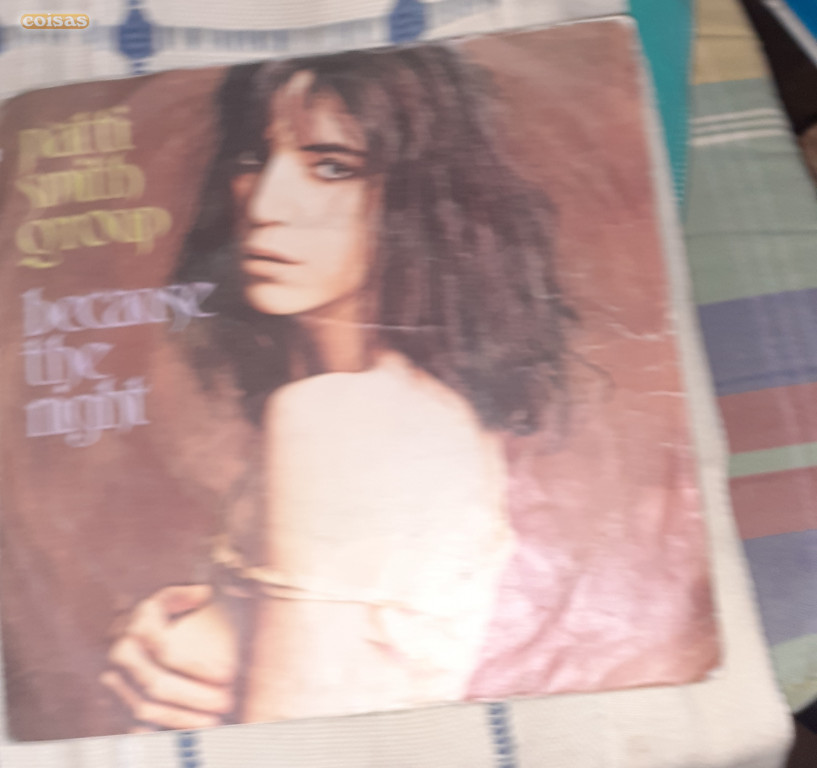 coisas
patti
smith
group
because
the
night